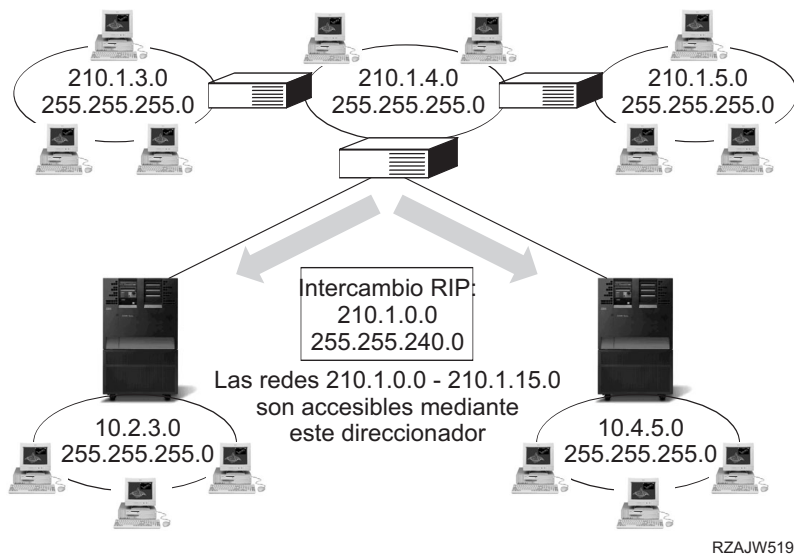 210.1.3.0
255.255.255.0
210.1.4.0
255.255.255.0
210.1.5.0
255.255.255.0
Intercambio RIP:
210.1.0.0
255.255.240.0
Las redes 210.1.0.0 - 210.1.15.0
son accesibles mediante
este direccionador
10.2.3.0
255.255.255.0
10.4.5.0
255.255.255.0
RZAJW519